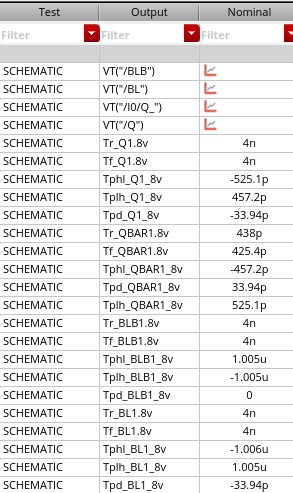 Test Output Nominal
Filter Filter Filter
SCHEMATIC VT("/BLB")
SCHEMATIC VT("/BL")
SCHEMATIC VT("/I0/Q_")
SCHEMATIC VT("/Q")
SCHEMATIC Tr_Q1.8v 4n
SCHEMATIC Tf_Q1.8v 4n
SCHEMATIC Tphl_Q1_8v -525.1p
SCHEMATIC Tplh_Q1_8v 457.2p
SCHEMATIC Tpd_Q1_8v -33.94p
SCHEMATIC Tr_QBAR1.8v 438p
SCHEMATIC Tf_QBAR1.8v 425.4p
SCHEMATIC Tphl_QBAR1_8v -457.2p
SCHEMATIC Tpd_QBAR1_8v 33.94p
SCHEMATIC Tplh_QBAR1_8v 525.1p
SCHEMATIC Tr_BLB1.8v 4n
SCHEMATIC Tf_BLB1.8v 4n
SCHEMATIC Tphl_BLB1_8v 1.005u
SCHEMATIC Tplh_BLB1_8v -1.005u
SCHEMATIC Tpd_BLB1_8v 0
SCHEMATIC Tr_BL1.8v 4n
SCHEMATIC Tf_BL1.8v 4n
SCHEMATIC Tphl_BL1_8v -1.006u
SCHEMATIC Tplh_BL1_8v 1.005u
SCHEMATIC Tpd_BL1_8v -33.94p